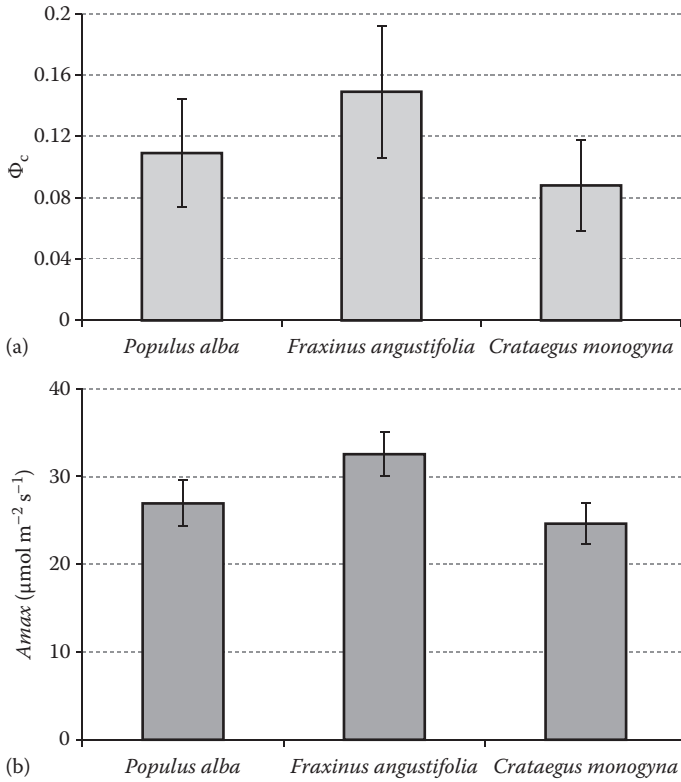 0.2
0.16
0.12
Φc
0.08
0.04
0
(a)
Populus alba Fraxinus angustifolia Crataegus monogyna
40
30
Amax (μmol m⁻² s⁻¹)
20
10
0
(b)
Populus alba Fraxinus angustifolia Crataegus monogyna